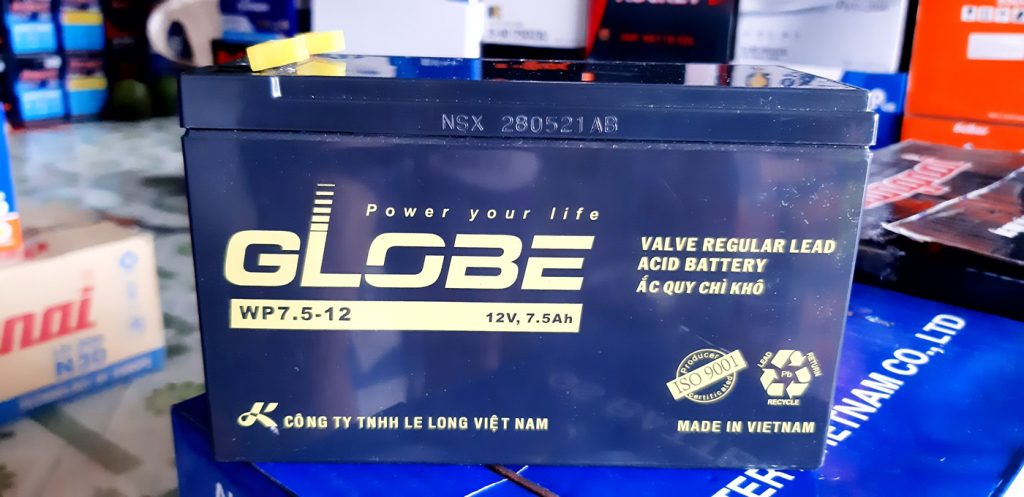 NSX 280521AB
Power your life
GLOBE
WP7.5-12 12V, 7.5Ah
VALVE REGULAR LEAD
ACID BATTERY
ẮC QUY CHÌ KHÔ
Producer
ISO 9001
Certificated
LEAD
RETURN
Pb
RECYCLE
CÔNG TY TNHH LE LONG VIỆT NAM
MADE IN VIETNAM
nai
N50
ETNAM CO., LTD